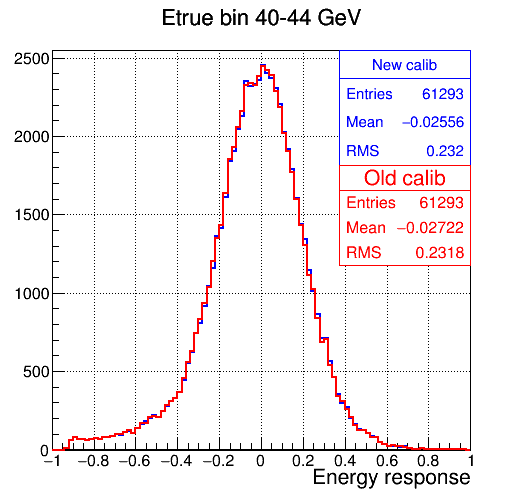 Etrue bin 40-44 GeV
New calib
Entries 61293
Mean −0.02556
RMS 0.232
Old calib
Entries 61293
Mean −0.02722
RMS 0.2318
2500
2000
1500
1000
500
0
−1 −0.8 −0.6 −0.4 −0.2 0 0.2 0.4 0.6 0.8 1
Energy response